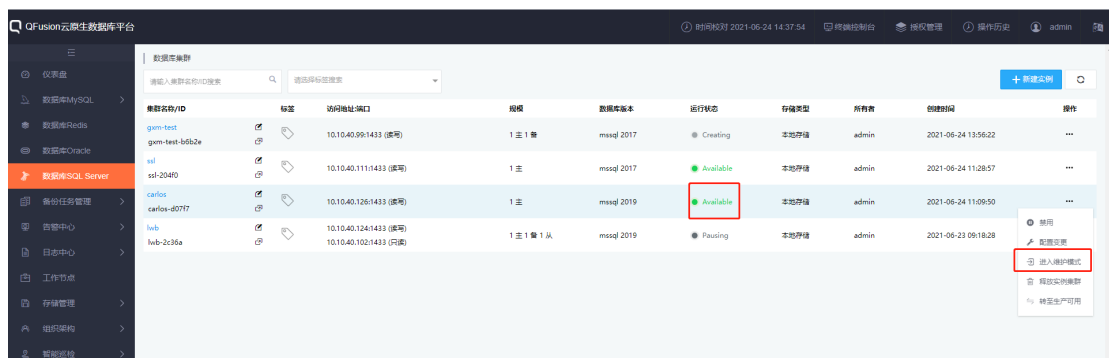 QFusion云原生数据库平台
时间校对 2021-06-24 14:37:54 终端控制台 授权管理 操作历史 admin
仪表盘
数据库MySQL
数据库Redis
数据库Oracle
数据库SQL Server
备份任务管理
告警中心
日志中心
工作节点
存储管理
组织架构
智能巡检
数据库集群
请输入集群名称/ID搜索 请选择标签搜索 + 新建实例
集群名称/ID 标签 访问地址:端口 规模 数据库版本 运行状态 存储类型 所有者 创建时间 操作
gxm-test 10.10.40.99:1433 (读写) 1 主 1 备 mssql 2017 Creating 本地存储 admin 2021-06-24 13:56:22 ...
gxm-test-b6b2e
ssl 10.10.40.111:1433 (读写) 1 主 mssql 2017 Available 本地存储 admin 2021-06-24 11:28:57 ...
ssl-204f0
carlos 10.10.40.126:1433 (读写) 1 主 mssql 2019 Available 本地存储 admin 2021-06-24 11:09:50 ...
carlos-d07f7
lwb 10.10.40.124:1433 (读写) 1 主 1 备 1 从 mssql 2019 Pausing 本地存储 admin 2021-06-23 09:18:28
lwb-2c36a 10.10.40.102:1433 (只读)
禁用
配置变更
进入维护模式
释放实例集群
转至生产可用